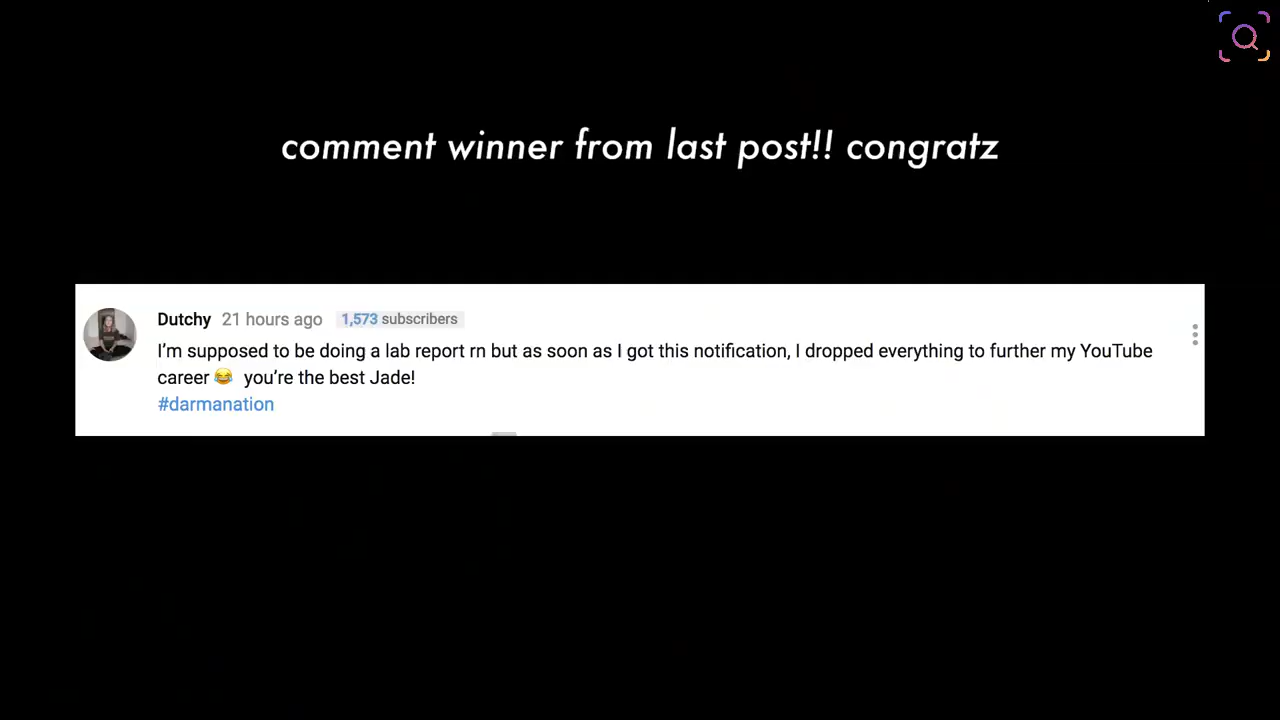 comment winner from last post!! congratz
Dutchy 21 hours ago 1,573 subscribers
I'm supposed to be doing a lab report rn but as soon as I got this notification, I dropped everything to further my YouTube
career 😂 you're the best Jade!
#darmanation